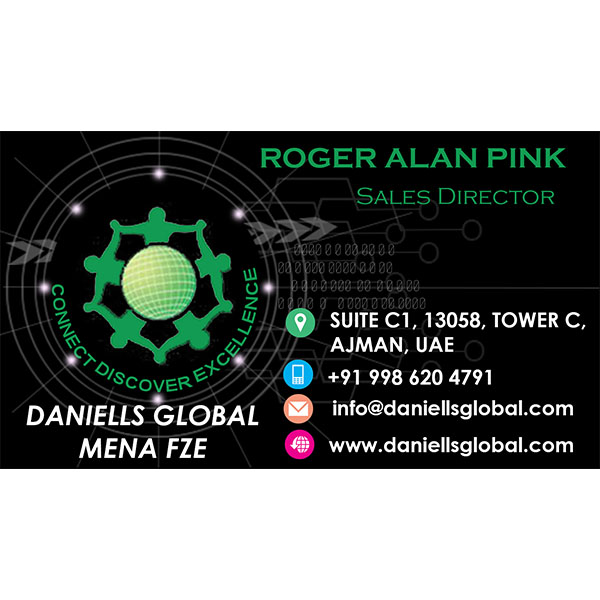 ROGER ALAN PINK
SALES DIRECTOR
CONNECT DISCOVER EXCELLENCE
DANIELLS GLOBAL
MENA FZE
SUITE C1, 13058, TOWER C,
AJMAN, UAE
+91 998 620 4791
info@daniellsglobal.com
www.daniellsglobal.com